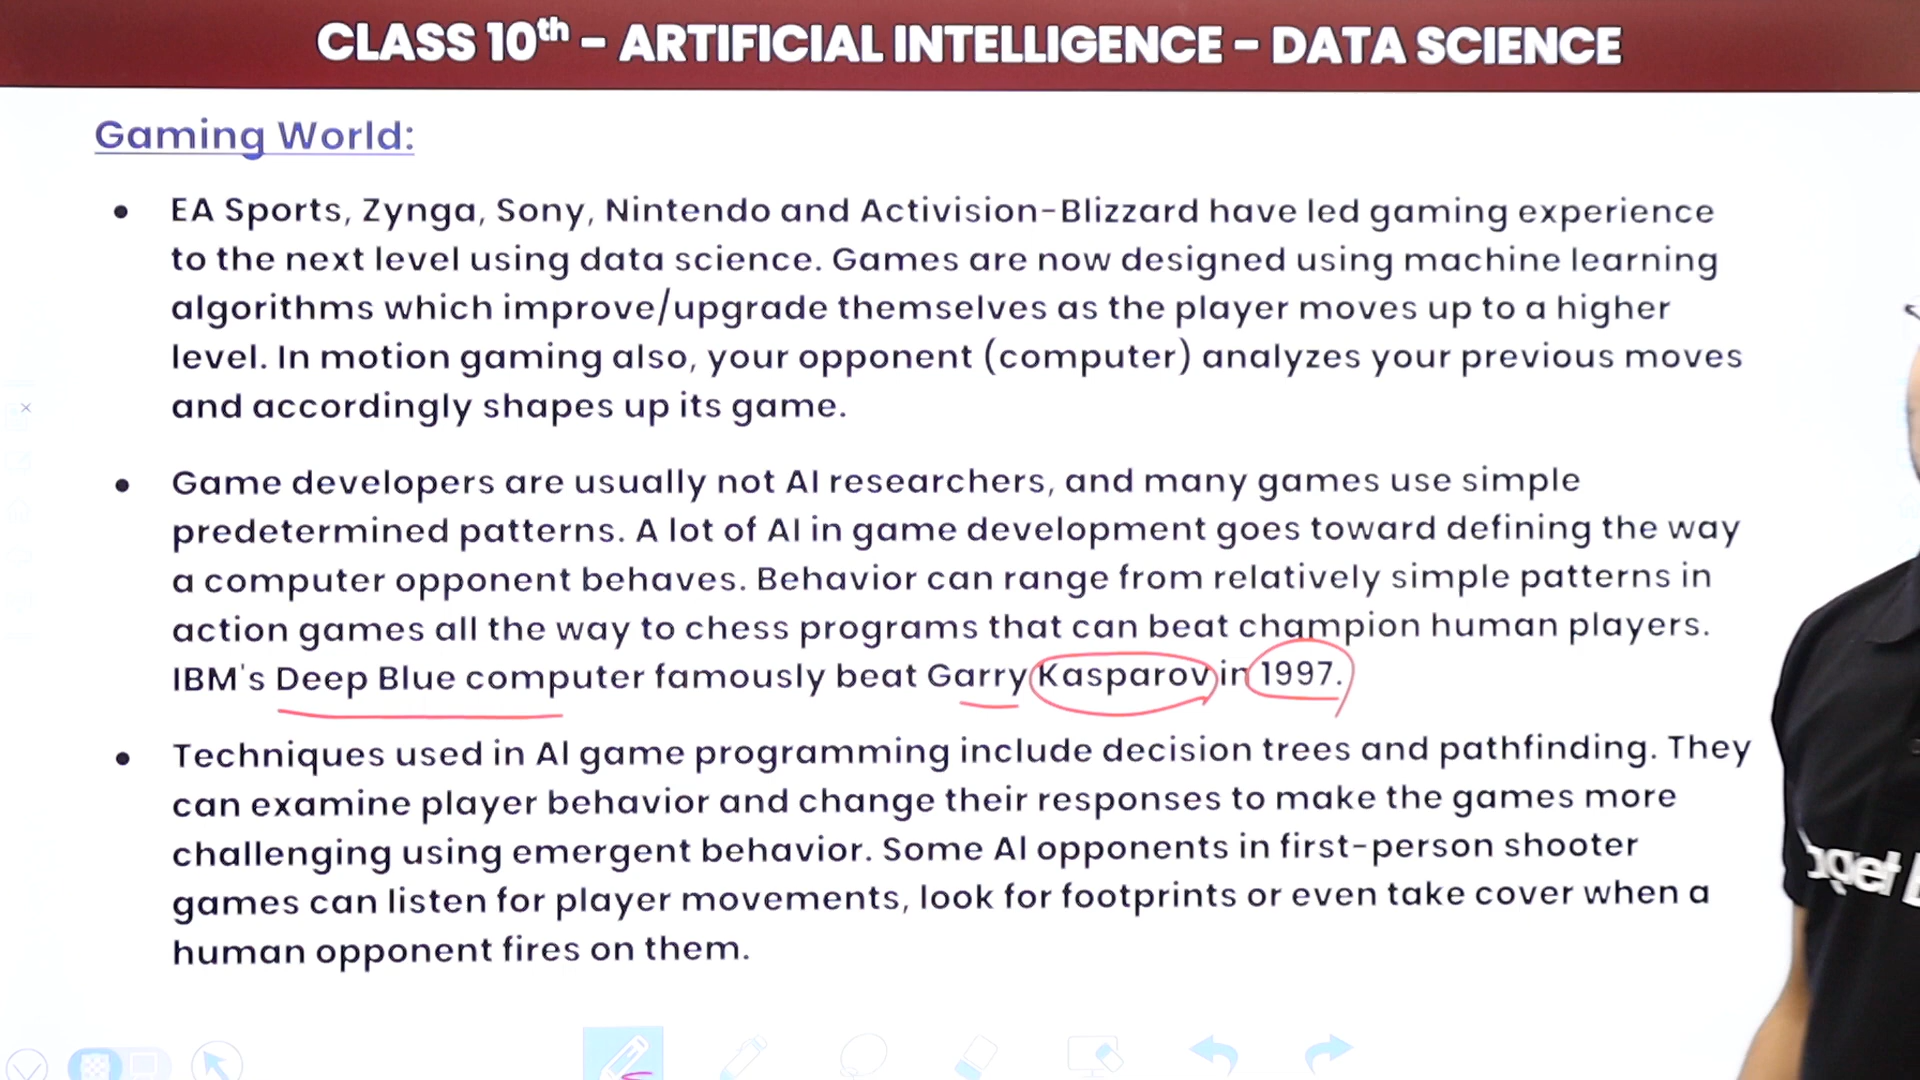 CLASS 10th – ARTIFICIAL INTELLIGENCE – DATA SCIENCE
Gaming World:
• EA Sports, Zynga, Sony, Nintendo and Activision-Blizzard have led gaming experience
to the next level using data science. Games are now designed using machine learning
algorithms which improve/upgrade themselves as the player moves up to a higher
level. In motion gaming also, your opponent (computer) analyzes your previous moves
and accordingly shapes up its game.
• Game developers are usually not AI researchers, and many games use simple
predetermined patterns. A lot of AI in game development goes toward defining the way
a computer opponent behaves. Behavior can range from relatively simple patterns in
action games all the way to chess programs that can beat champion human players.
IBM's Deep Blue computer famously beat Garry Kasparov in 1997.
• Techniques used in AI game programming include decision trees and pathfinding. They
can examine player behavior and change their responses to make the games more
challenging using emergent behavior. Some AI opponents in first-person shooter
games can listen for player movements, look for footprints or even take cover when a
human opponent fires on them.